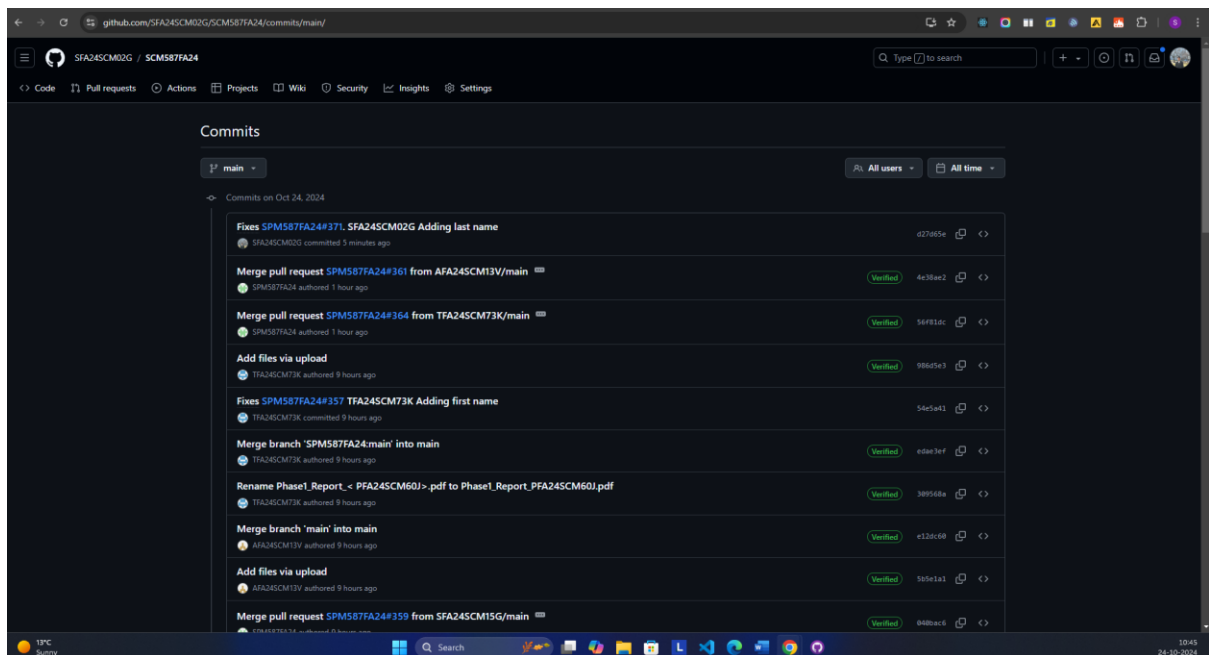 github.com/SFA24SCM02G/SCM587FA24/commits/main/
SFA24SCM02G / SCM587FA24
Type / to search
Code Pull requests Actions Projects Wiki Security Insights Settings
Commits
main
All users All time
Commits on Oct 24, 2024
Fixes SPM587FA24#371. SFA24SCM02G Adding last name
SFA24SCM02G committed 5 minutes ago
d27d65e
Merge pull request SPM587FA24#361 from AFA24SCM13V/main
SPM587FA24 authored 1 hour ago
Verified 4e38ae2
Merge pull request SPM587FA24#364 from TFA24SCM73K/main
SPM587FA24 authored 1 hour ago
Verified 56f81dc
Add files via upload
TFA24SCM73K authored 9 hours ago
Verified 986d5e3
Fixes SPM587FA24#357 TFA24SCM73K Adding first name
TFA24SCM73K committed 9 hours ago
54e5a41
Merge branch 'SPM587FA24:main' into main
TFA24SCM73K authored 9 hours ago
Verified edae3ef
Rename Phase1_Report_< PFA24SCM60J>.pdf to Phase1_Report_PFA24SCM60J.pdf
TFA24SCM73K authored 9 hours ago
Verified 309568a
Merge branch 'main' into main
AFA24SCM13V authored 9 hours ago
Verified e12dc60
Add files via upload
AFA24SCM13V authored 9 hours ago
Verified 5b5e1a1
Merge pull request SPM587FA24#359 from SFA24SCM15G/main
SPM587FA24 authored 9 hours ago
Verified 040bac6
13°C
Sunny
Search
10:45
24-10-2024